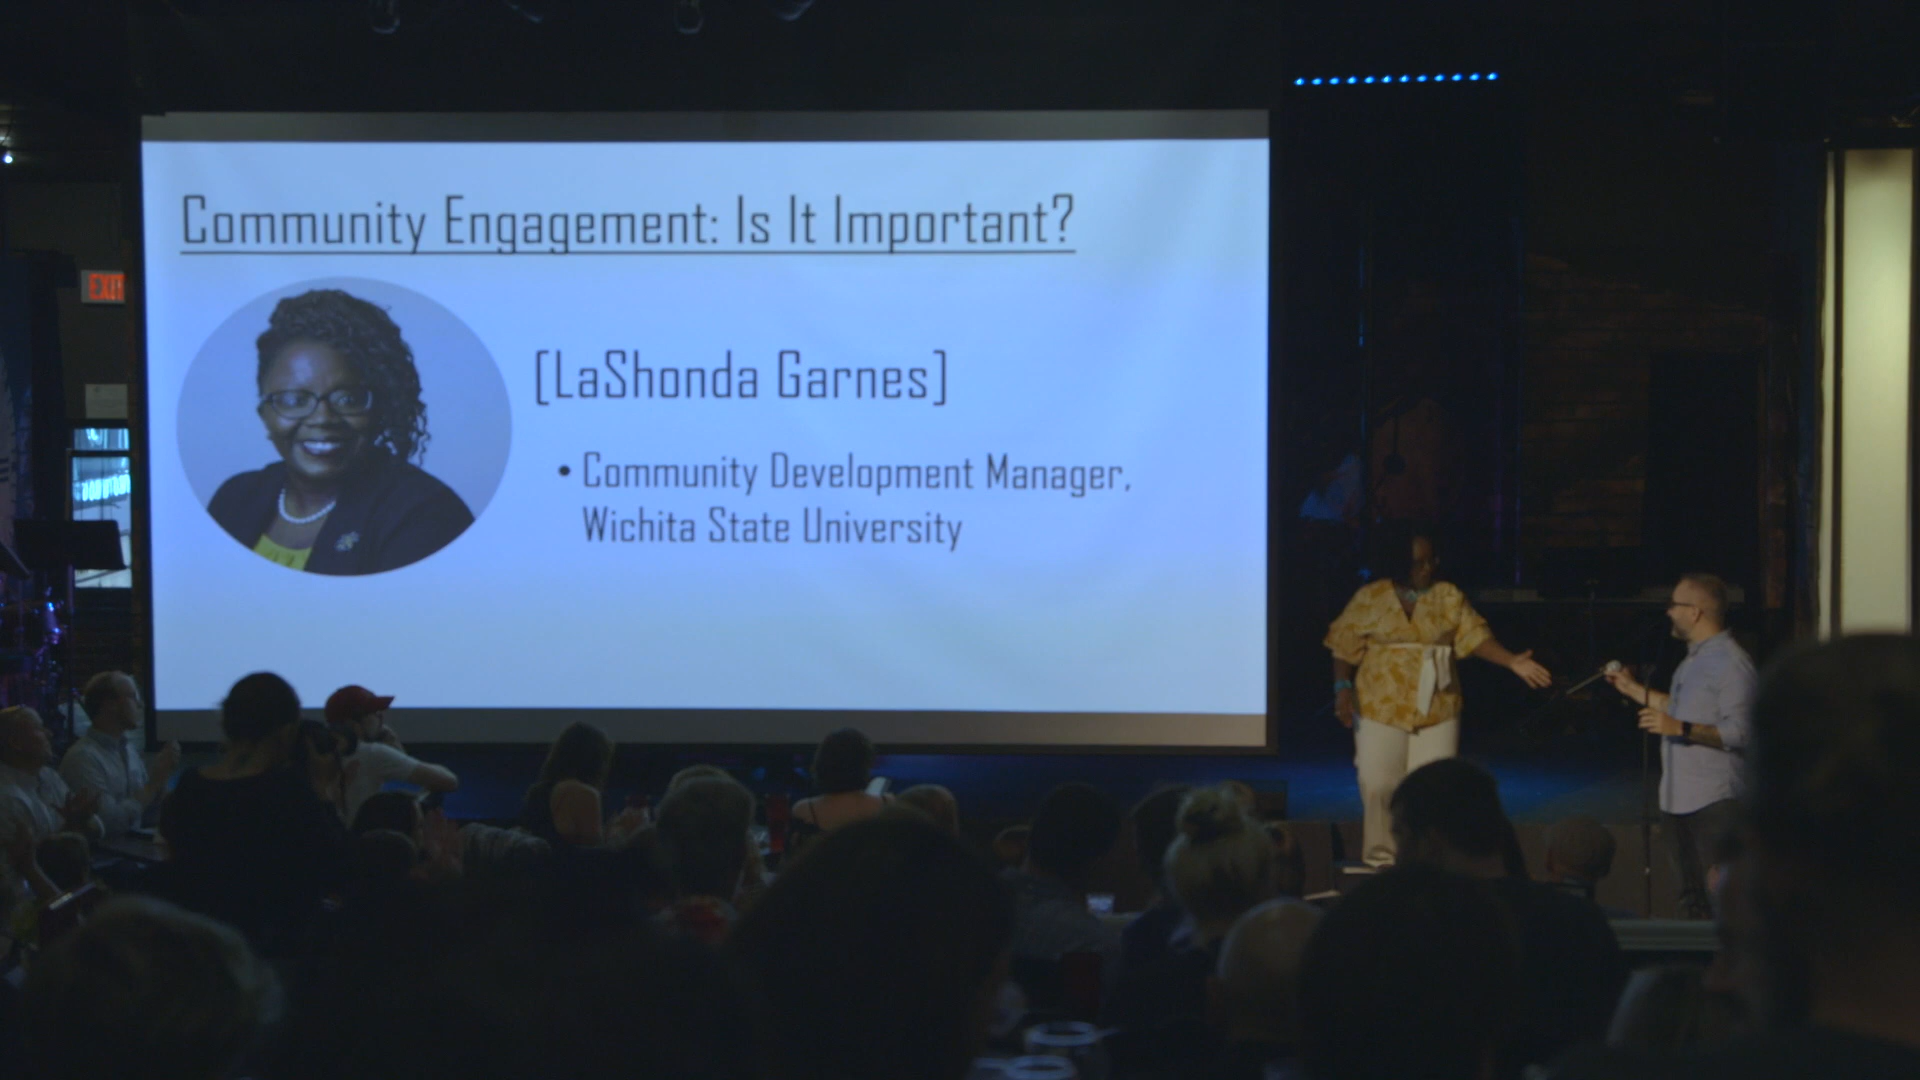 Community Engagement: Is It Important?
EXIT
[LaShonda Garnes]
• Community Development Manager,
Wichita State University